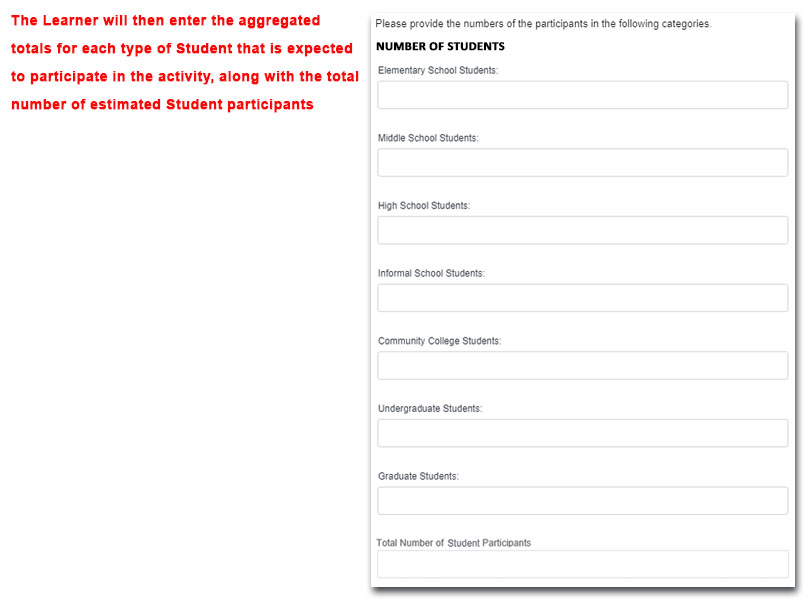 The Learner will then enter the aggregated
totals for each type of Student that is expected
to participate in the activity, along with the total
number of estimated Student participants
Please provide the numbers of the participants in the following categories.
NUMBER OF STUDENTS
Elementary School Students:
Middle School Students:
High School Students:
Informal School Students:
Community College Students:
Undergraduate Students:
Graduate Students:
Total Number of Student Participants